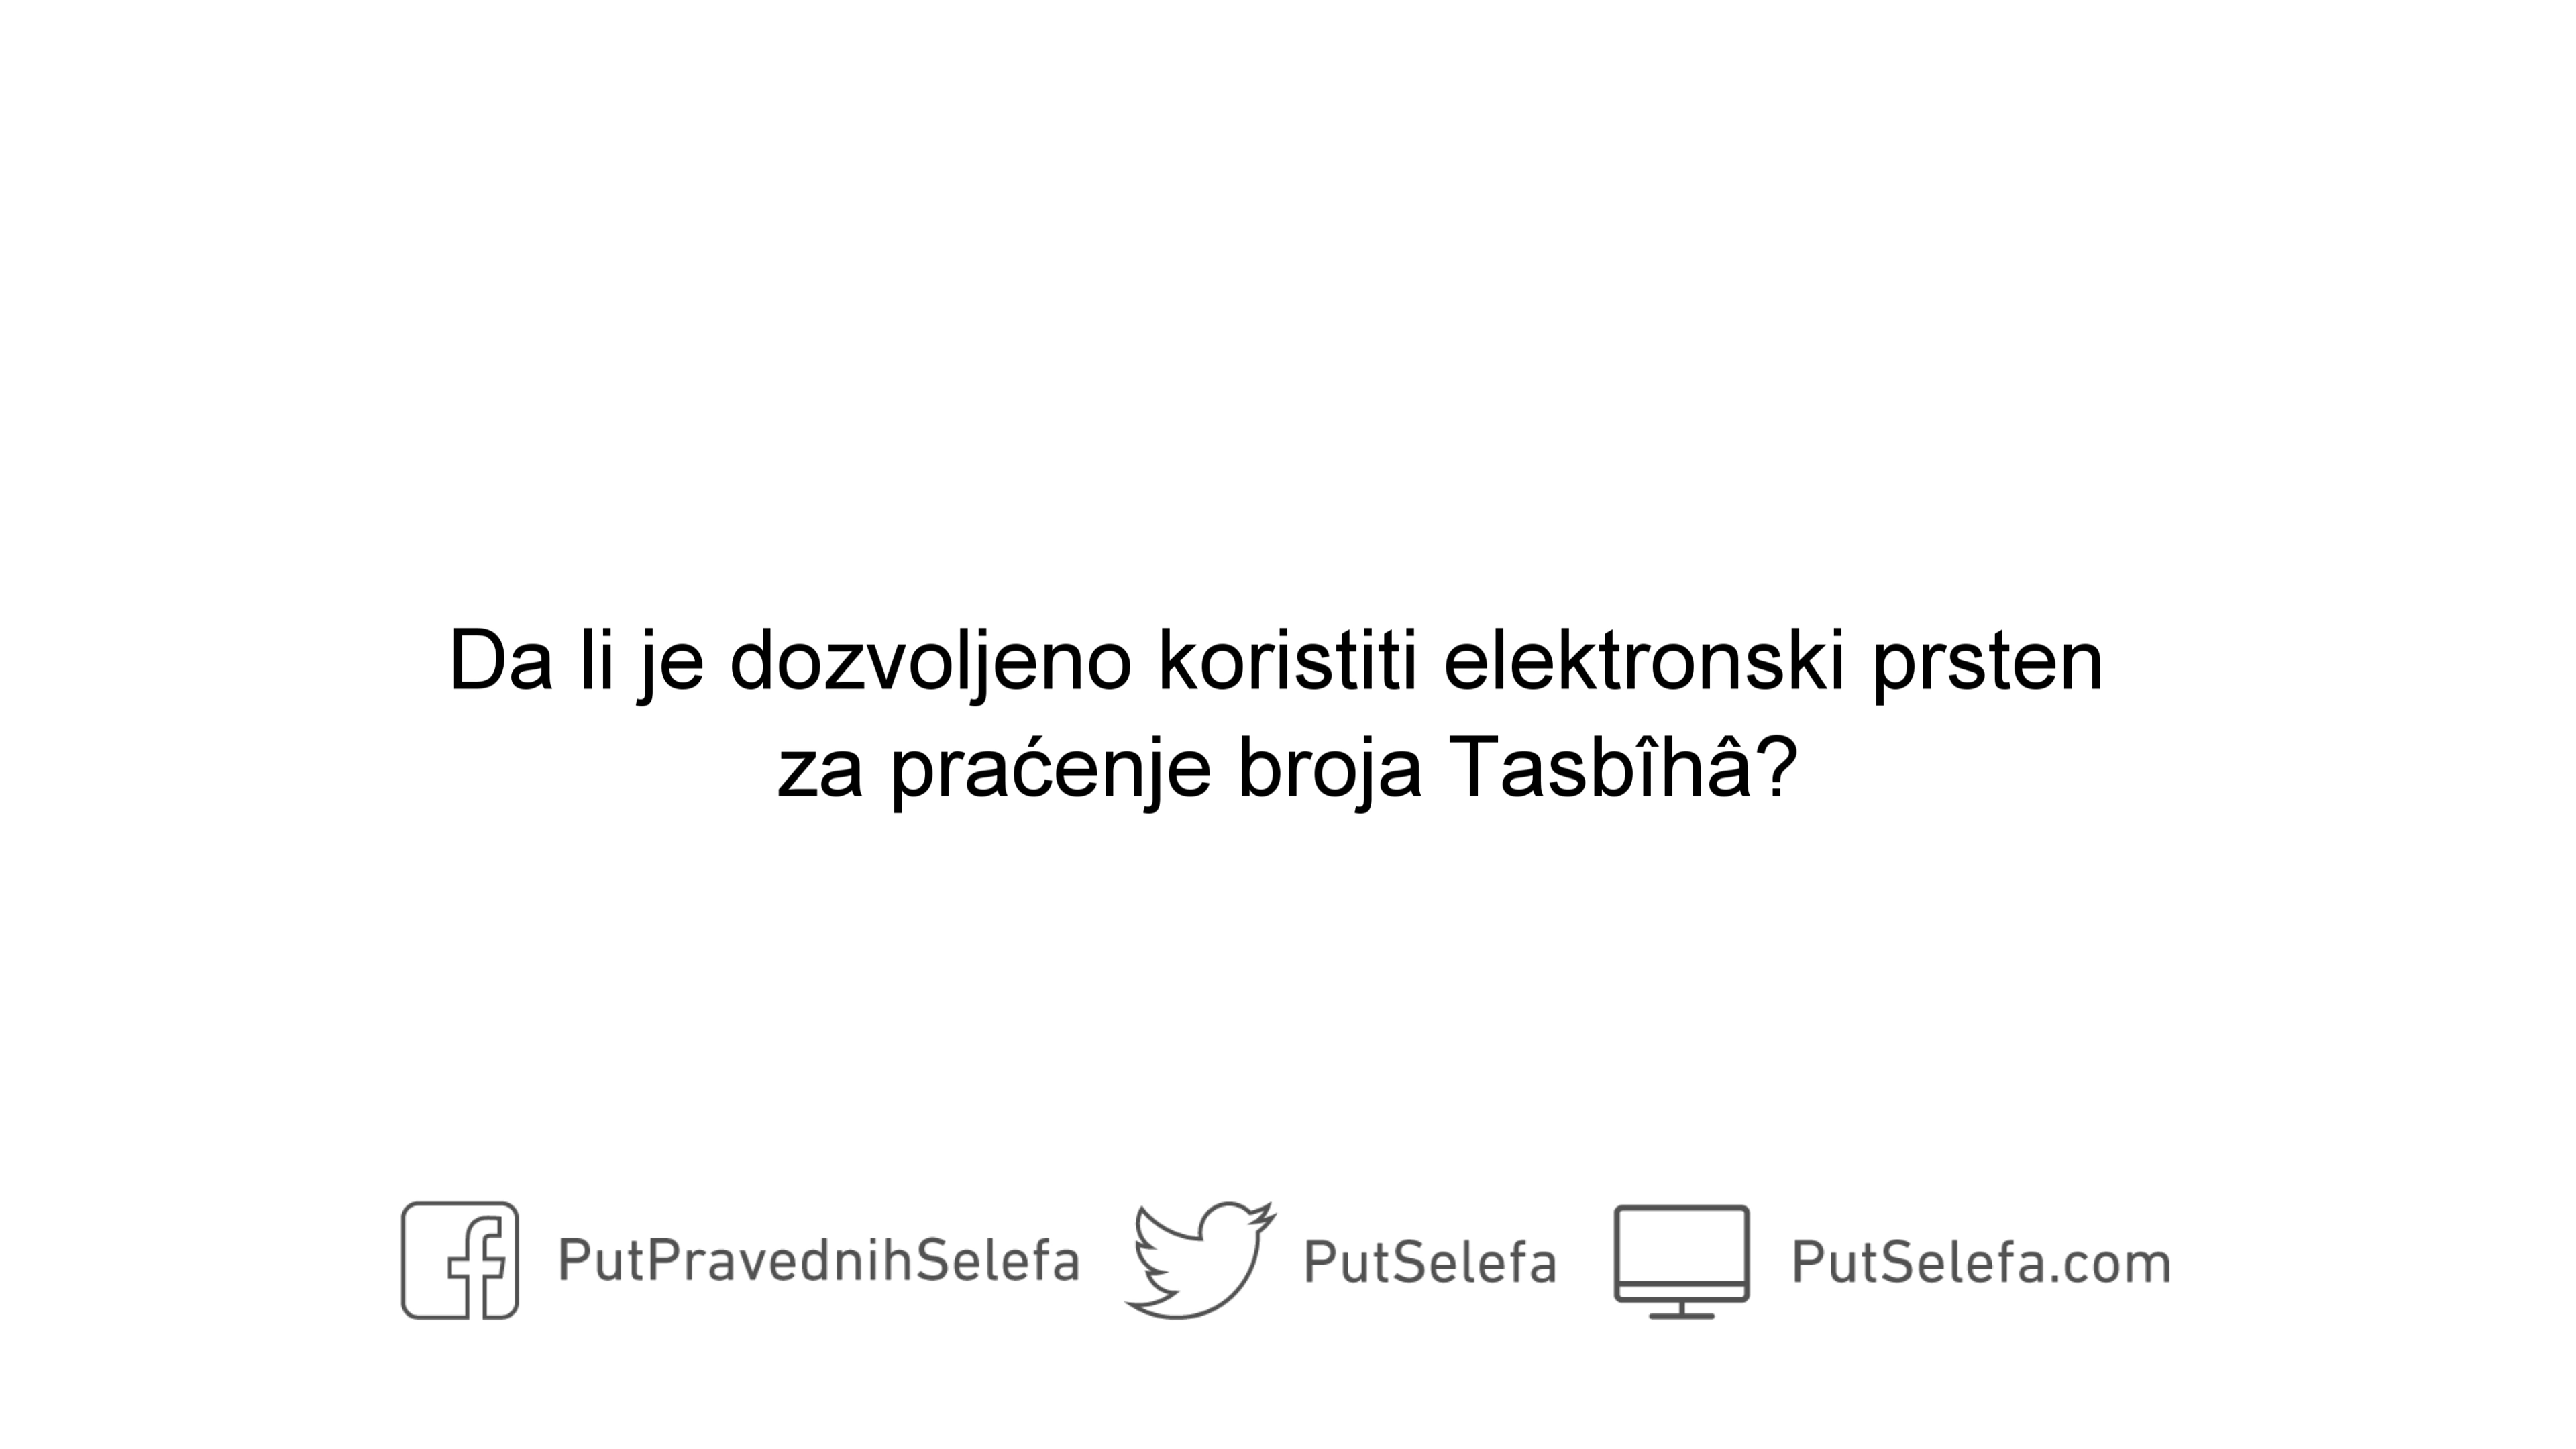 Da li je dozvoljeno koristiti elektronski prsten
za praćenje broja Tasbîhâ?
PutPravednihSelefa PutSelefa PutSelefa.com